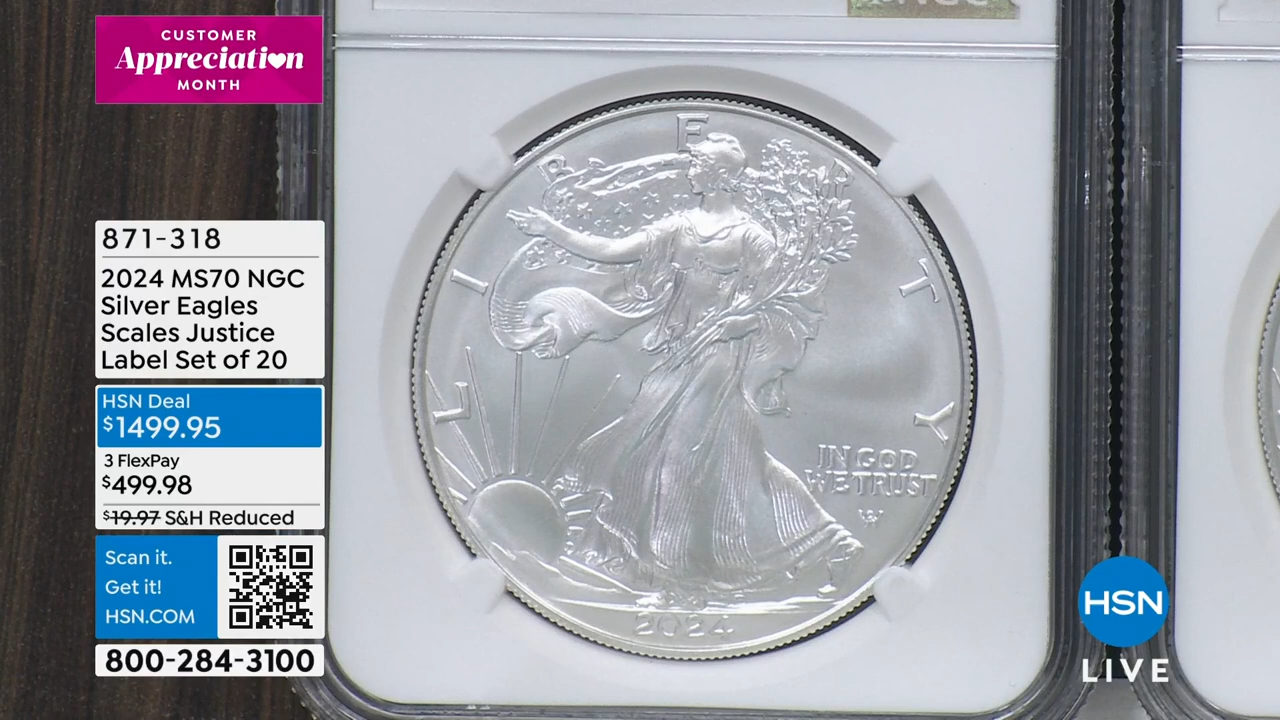 CUSTOMER
Appreciation
MONTH
871-318
2024 MS70 NGC
Silver Eagles
Scales Justice
Label Set of 20
HSN Deal
$1499.95
3 FlexPay
$499.98
$19.97 S&H Reduced
Scan it.
Get it!
HSN.COM
800-284-3100
LIBERTY
IN GOD
WE TRUST
2024
HSN
LIVE